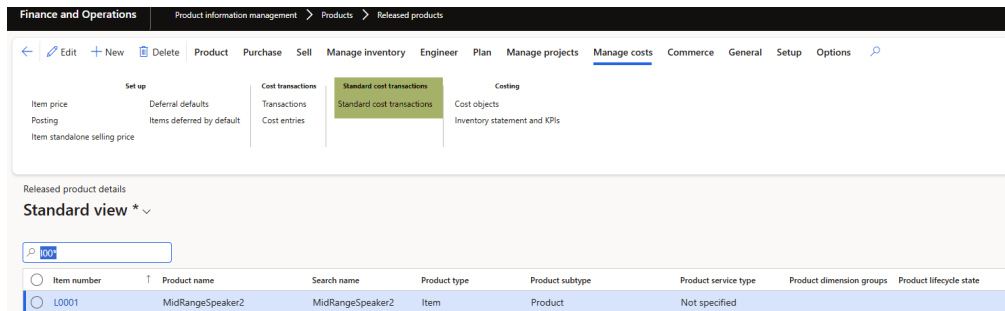 Finance and Operations Product information management > Products > Released products
Edit + New Delete Product Purchase Sell Manage inventory Engineer Plan Manage projects Manage costs Commerce General Setup Options
Set up Cost transactions Standard cost transactions Costing
Item price Deferral defaults Transactions Standard cost transactions Cost objects
Posting Items deferred by default Cost entries Inventory statement and KPIs
Item standalone selling price
Released product details
Standard view *
l00*
Item number ↑ Product name Search name Product type Product subtype Product service type Product dimension groups Product lifecycle state
L0001 MidRangeSpeaker2 MidRangeSpeaker2 Item Product Not specified